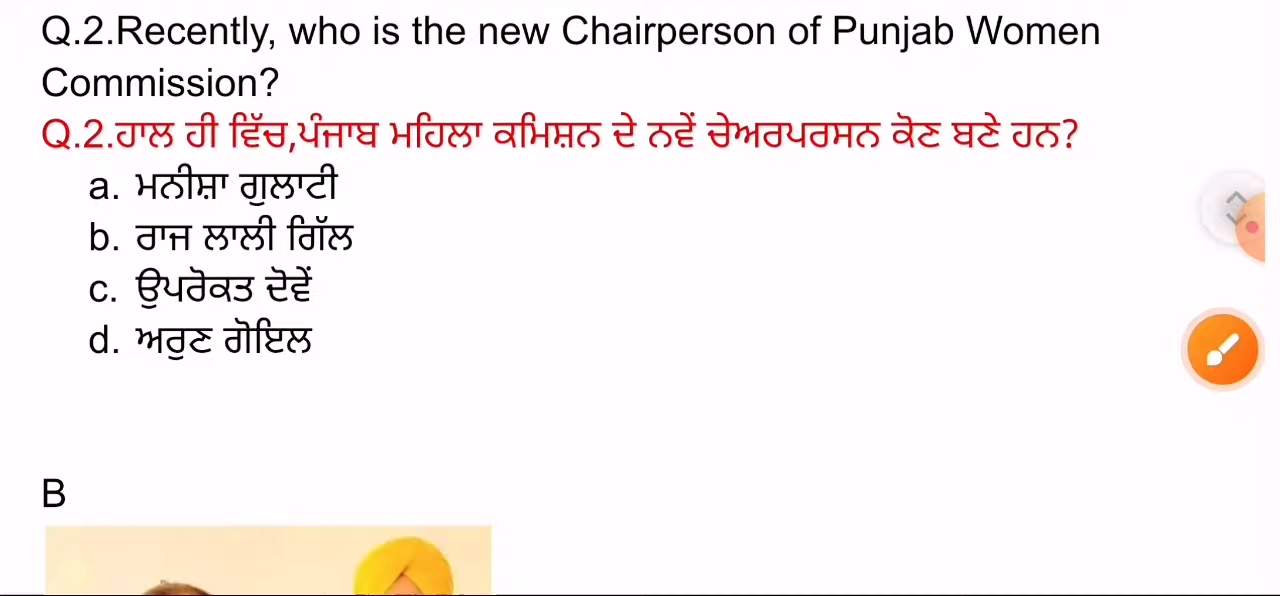 Q.2.Recently, who is the new Chairperson of Punjab Women
Commission?
Q.2.ਹਾਲ ਹੀ ਵਿੱਚ,ਪੰਜਾਬ ਮਹਿਲਾ ਕਮਿਸ਼ਨ ਦੇ ਨਵੇਂ ਚੇਅਰਪਰਸਨ ਕੋਣ ਬਣੇ ਹਨ?
a. ਮਨੀਸ਼ਾ ਗੁਲਾਟੀ
b. ਰਾਜ ਲਾਲੀ ਗਿੱਲ
c. ਉਪਰੋਕਤ ਦੋਵੇਂ
d. ਅਰੁਣ ਗੋਇਲ
B